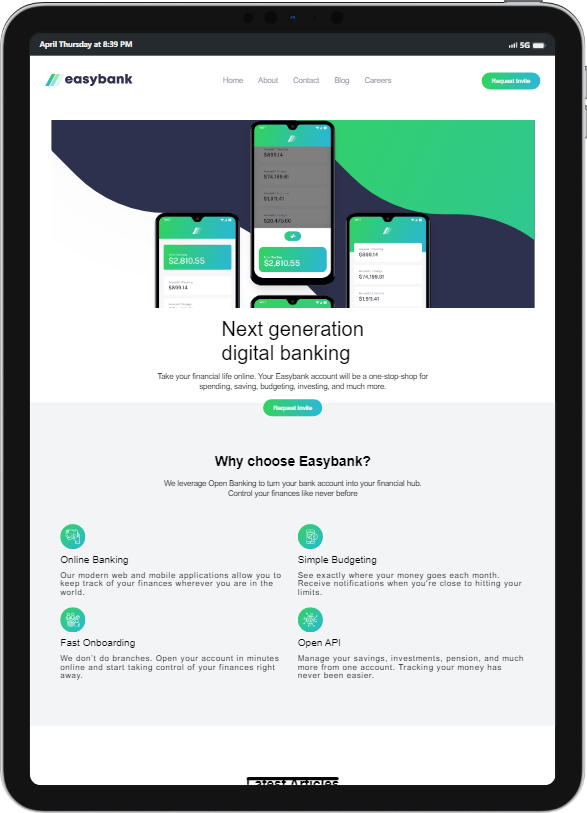 April Thursday at 8:39 PM
5G
easybank
Home About Contact Blog Careers
Request Invite
$899.14
$74,199.61
$1,911.41
$20,475.60
$2,810.55
$2,810.55
$899.14
$899.14
$74,199.01
$1,911.41
Next generation
digital banking
Take your financial life online. Your Easybank account will be a one-stop-shop for
spending, saving, budgeting, investing, and much more.
Request Invite
Why choose Easybank?
We leverage Open Banking to turn your bank account into your financial hub.
Control your finances like never before
Online Banking
Our modern web and mobile applications allow you to
keep track of your finances wherever you are in the
world.
Simple Budgeting
See exactly where your money goes each month.
Receive notifications when you're close to hitting your
limits.
Fast Onboarding
We don't do branches. Open your account in minutes
online and start taking control of your finances right
away.
Open API
Manage your savings, investments, pension, and much
more from one account. Tracking your money has
never been easier.
Latest Articles